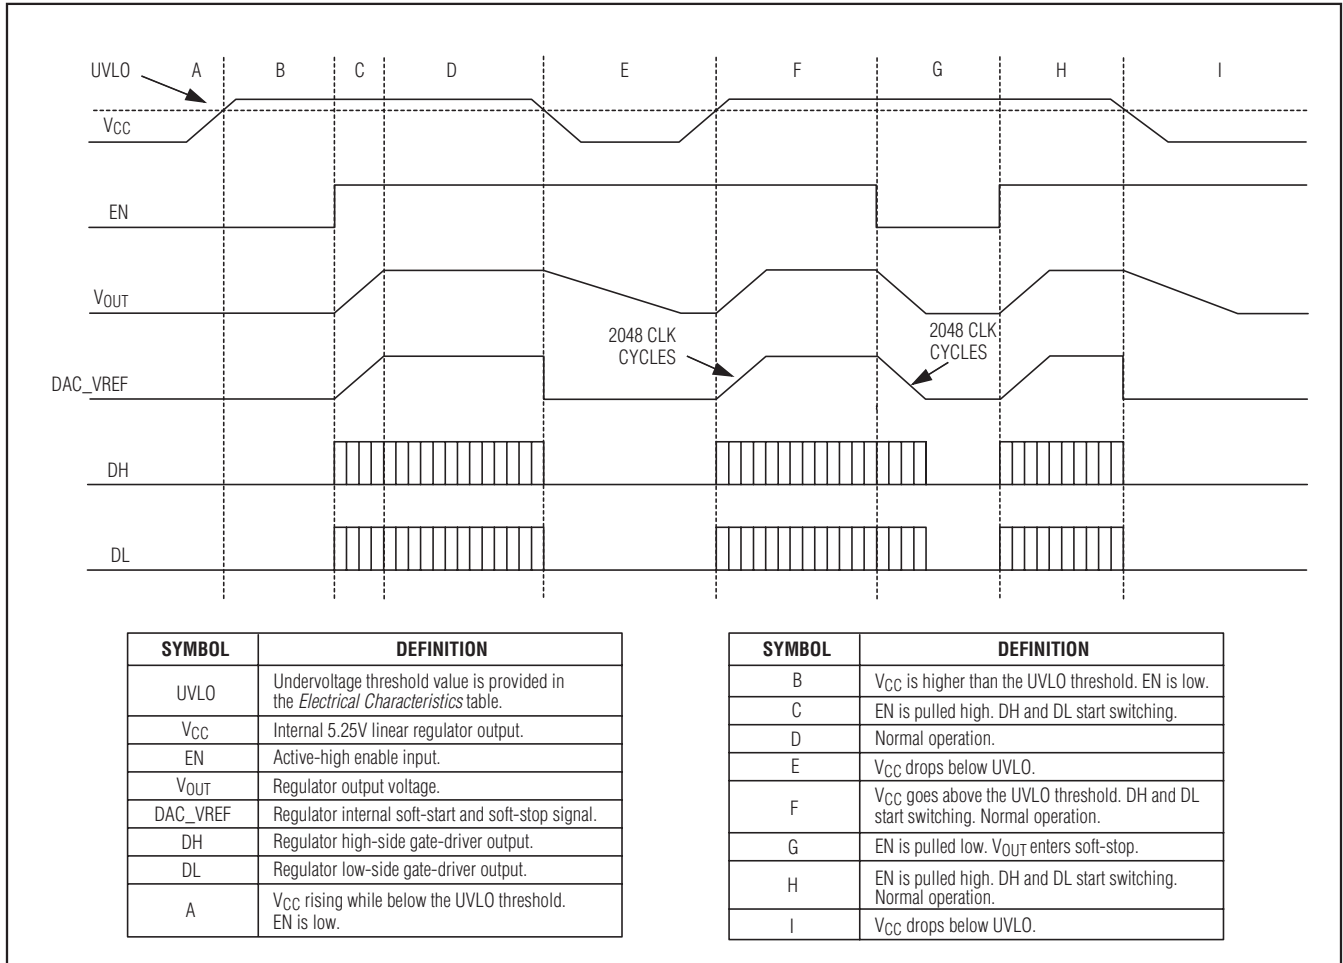 UVLO A B C D E F G H I
VCC
EN
VOUT
2048 CLK
CYCLES
2048 CLK
CYCLES
DAC_VREF
DH
DL
SYMBOL DEFINITION
UVLO Undervoltage threshold value is provided in
the Electrical Characteristics table.
VCC Internal 5.25V linear regulator output.
EN Active-high enable input.
VOUT Regulator output voltage.
DAC_VREF Regulator internal soft-start and soft-stop signal.
DH Regulator high-side gate-driver output.
DL Regulator low-side gate-driver output.
A VCC rising while below the UVLO threshold.
EN is low.
SYMBOL DEFINITION
B VCC is higher than the UVLO threshold. EN is low.
C EN is pulled high. DH and DL start switching.
D Normal operation.
E VCC drops below UVLO.
F VCC goes above the UVLO threshold. DH and DL
start switching. Normal operation.
G EN is pulled low. VOUT enters soft-stop.
H EN is pulled high. DH and DL start switching.
Normal operation.
I VCC drops below UVLO.